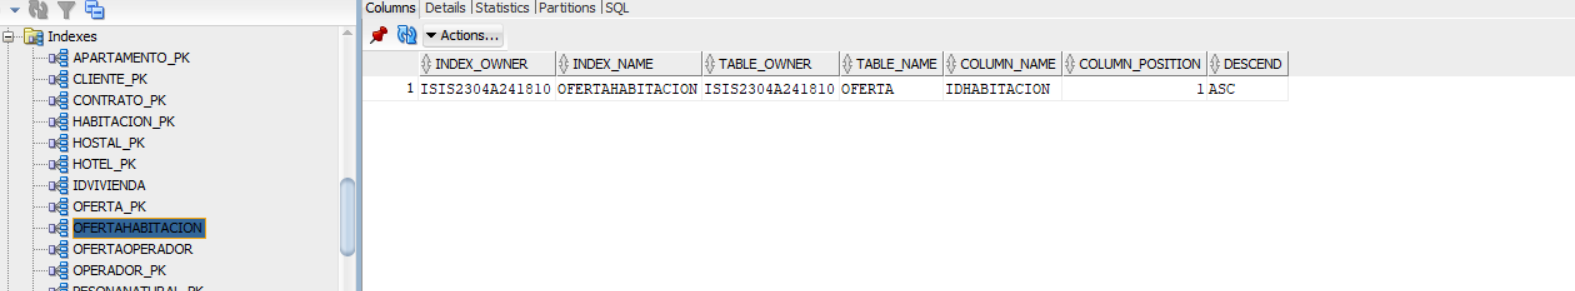 Columns Details Statistics Partitions SQL
Actions...
INDEX_OWNER INDEX_NAME TABLE_OWNER TABLE_NAME COLUMN_NAME COLUMN_POSITION DESCEND
1 ISIS2304A241810 OFERTAHABITACION ISIS2304A241810 OFERTA IDHABITACION 1 ASC
Indexes
APARTAMENTO_PK
CLIENTE_PK
CONTRATO_PK
HABITACION_PK
HOSTAL_PK
HOTEL_PK
IDVIVIENDA
OFERTA_PK
OFERTAHABITACION
OFERTAOPERADOR
OPERADOR_PK